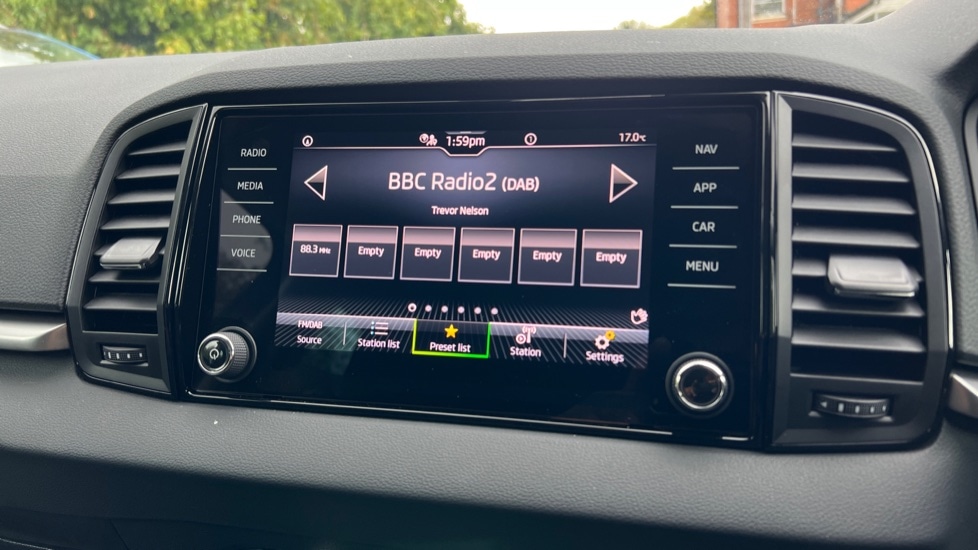 RADIO
MEDIA
PHONE
VOICE
1:59pm
17.0°c
BBC Radio2 (DAB)
Trevor Nelson
88.3 MHz Empty Empty Empty Empty Empty
FM/DAB
Source
Station list
Preset list
Station
Settings
NAV
APP
CAR
MENU